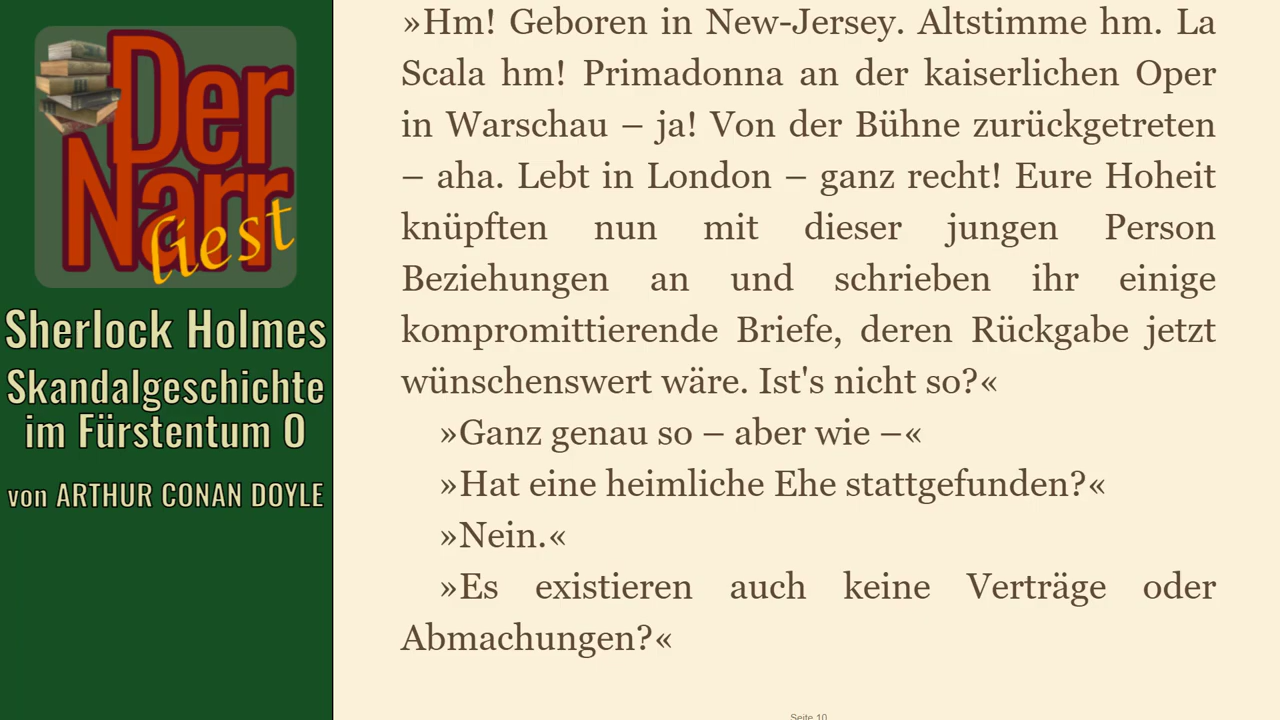 Der
Narr
liest
Sherlock Holmes
Skandalgeschichte
im Fürstentum O
von ARTHUR CONAN DOYLE
»Hm! Geboren in New-Jersey. Altstimme hm. La
Scala hm! Primadonna an der kaiserlichen Oper
in Warschau – ja! Von der Bühne zurückgetreten
– aha. Lebt in London – ganz recht! Eure Hoheit
knüpften nun mit dieser jungen Person
Beziehungen an und schrieben ihr einige
kompromittierende Briefe, deren Rückgabe jetzt
wünschenswert wäre. Ist's nicht so?«
»Ganz genau so – aber wie –«
»Hat eine heimliche Ehe stattgefunden?«
»Nein.«
»Es existieren auch keine Verträge oder
Abmachungen?«
Seite 10